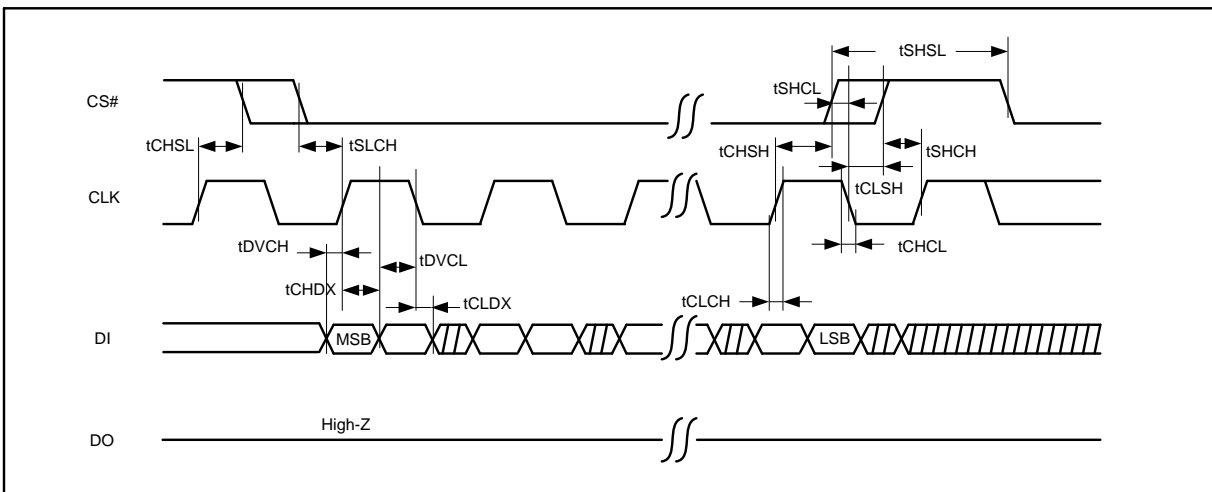 tSHSL
CS#
tSHCL
tCHSL
tSLCH
tCHSH
tSHCH
tCLSH
CLK
tDVCH
tDVCL
tCHCL
tCHDX
tCLDX
tCLCH
DI
MSB
LSB
High-Z
DO